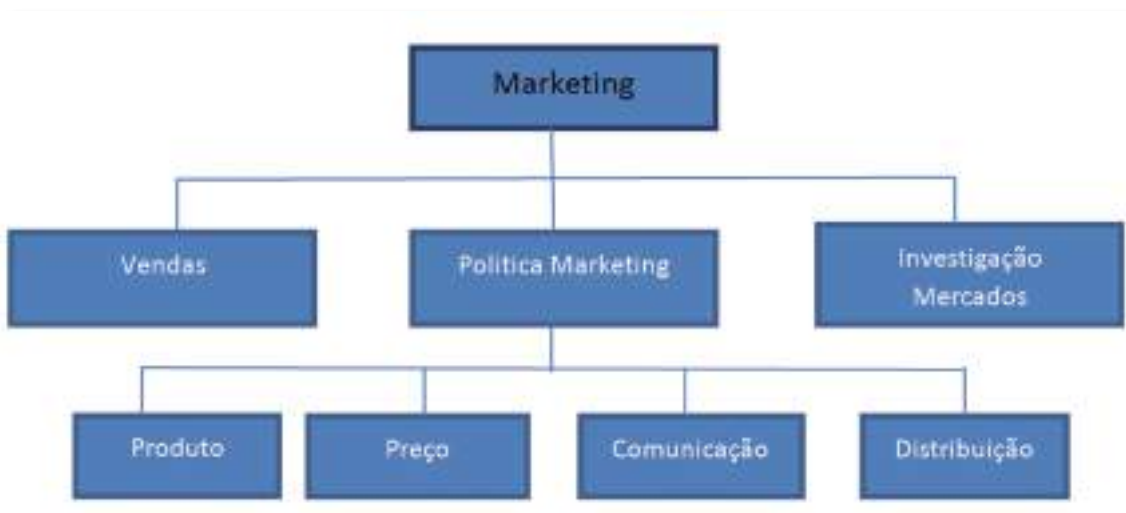 Marketing
Vendas
Politica Marketing
Investigação
Mercados
Produto
Preço
Comunicação
Distribuição